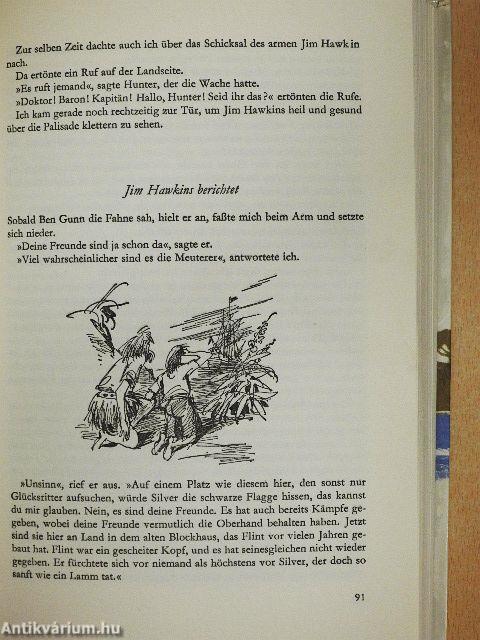 Zur selben Zeit dachte auch ich über das Schicksal des armen Jim Hawkin
nach.
Da ertönte ein Ruf auf der Landseite.
»Es ruft jemand«, sagte Hunter, der die Wache hatte.
»Doktor! Baron! Kapitän! Hallo, Hunter! Seid ihr das?« ertönten die Rufe.
Ich kam gerade noch rechtzeitig zur Tür, um Jim Hawkins heil und gesund
über die Palisade klettern zu sehen.
Jim Hawkins berichtet
Sobald Ben Gunn die Fahne sah, hielt er an, faßte mich beim Arm und setzte
sich nieder.
»Deine Freunde sind ja schon da«, sagte er.
»Viel wahrscheinlicher sind es die Meuterer«, antwortete ich.
»Unsinn«, rief er aus. »Auf einem Platz wie diesem hier, den sonst nur
Glücksritter aufsuchen, würde Silver die schwarze Flagge hissen, das kannst
du mir glauben. Nein, es sind deine Freunde. Es hat auch bereits Kämpfe ge-
geben, wobei deine Freunde vermutlich die Oberhand behalten haben. Jetzt
sind sie hier an Land in dem alten Blockhaus, das Flint vor vielen Jahren ge-
baut hat. Flint war ein gescheiter Kopf, und es hat seinesgleichen nicht wieder
gegeben. Er fürchtete sich vor niemand als höchstens vor Silver, der doch so
sanft wie ein Lamm tat.«
91
Antikvárium.hu